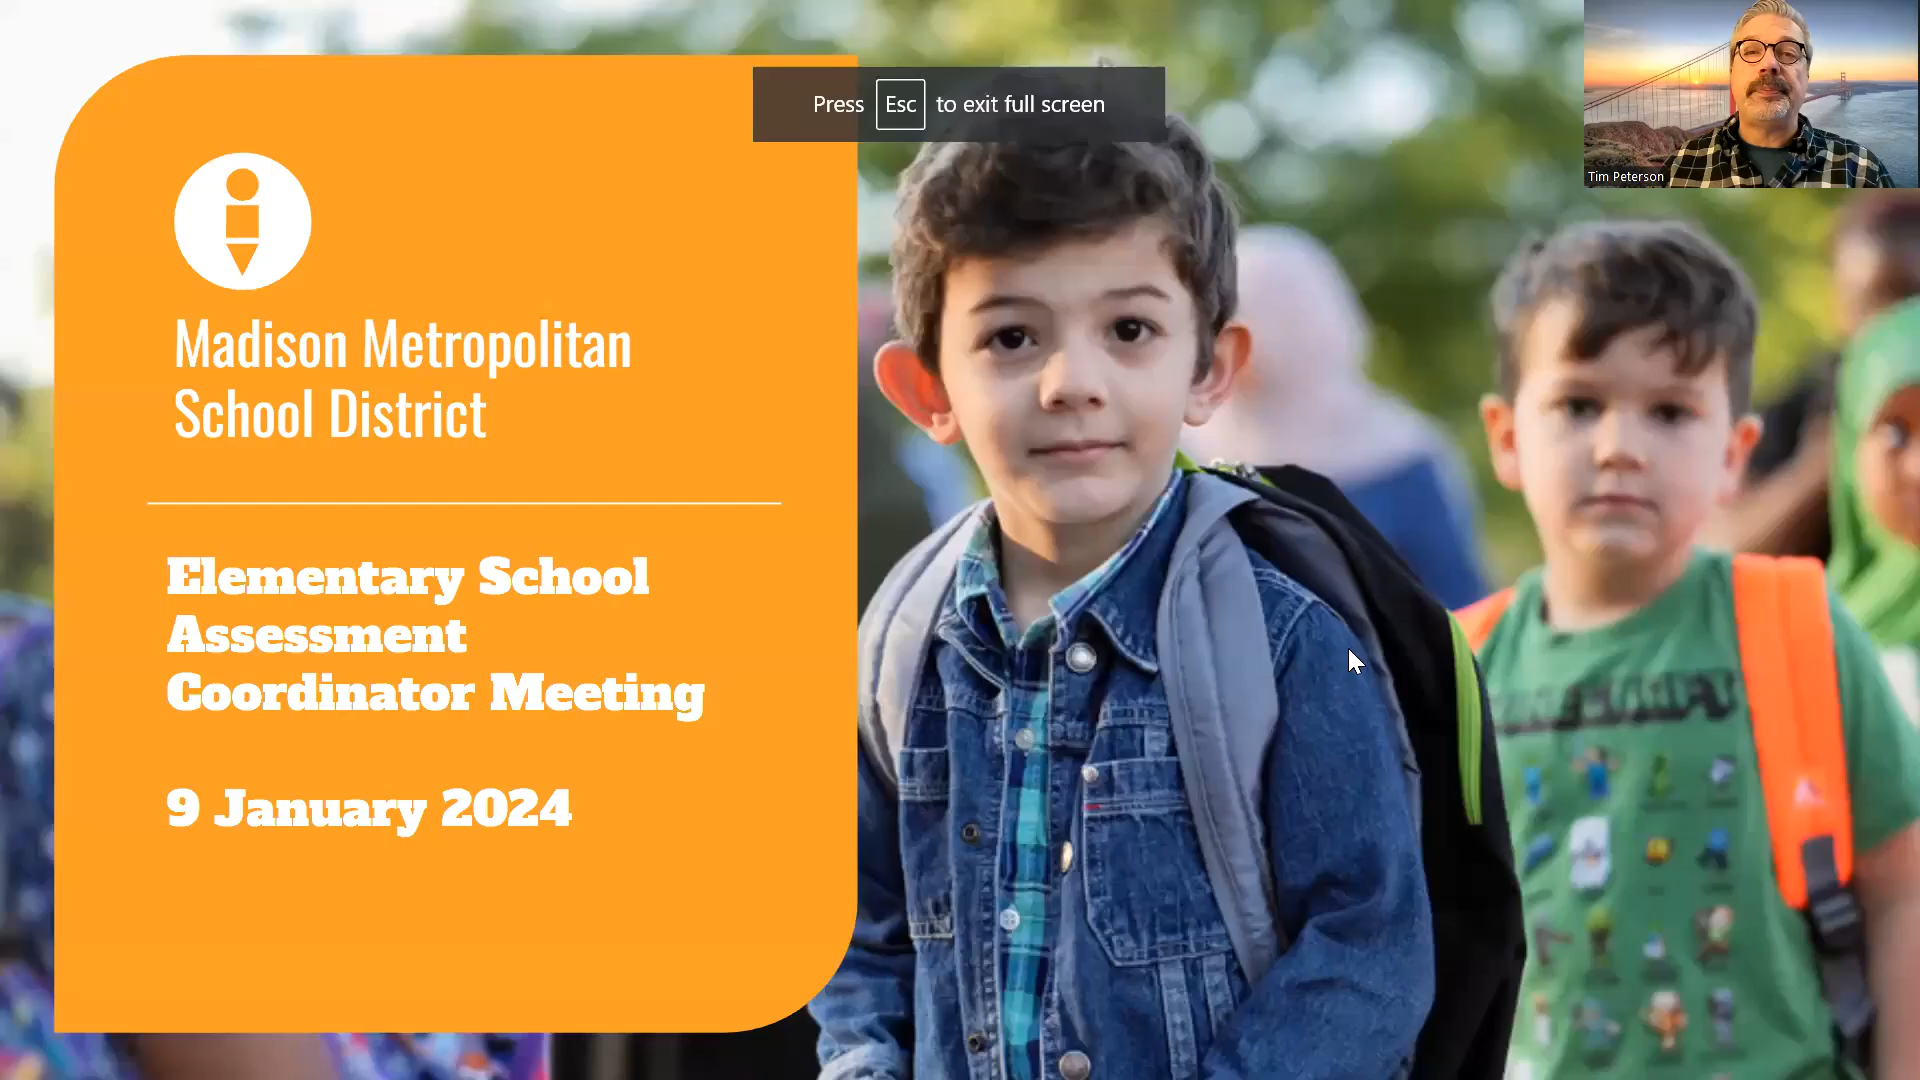 Press Esc to exit full screen
Tim Peterson
Madison Metropolitan
School District
Elementary School
Assessment
Coordinator Meeting
9 January 2024